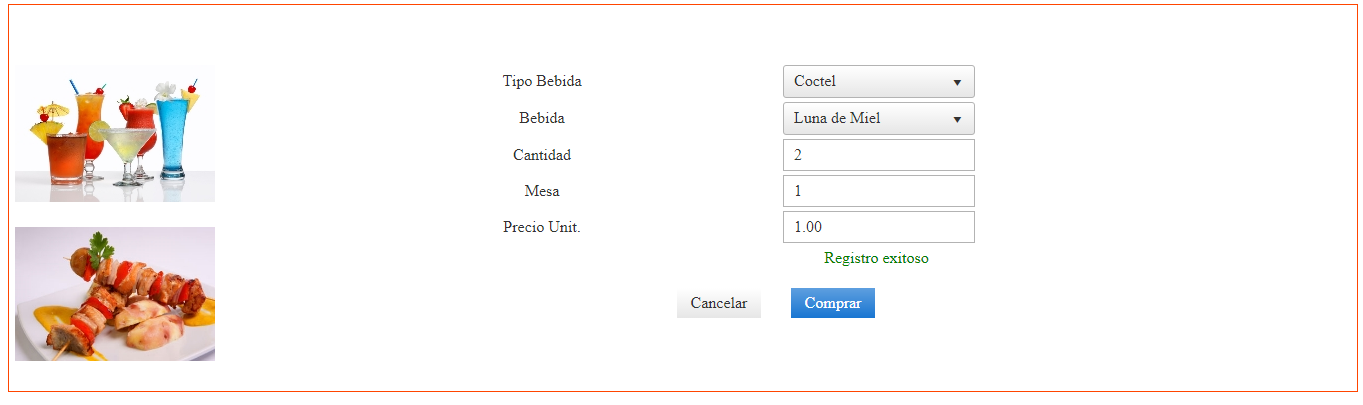 Tipo Bebida Coctel
Bebida Luna de Miel
Cantidad 2
Mesa 1
Precio Unit. 1.00
Registro exitoso
Cancelar Comprar